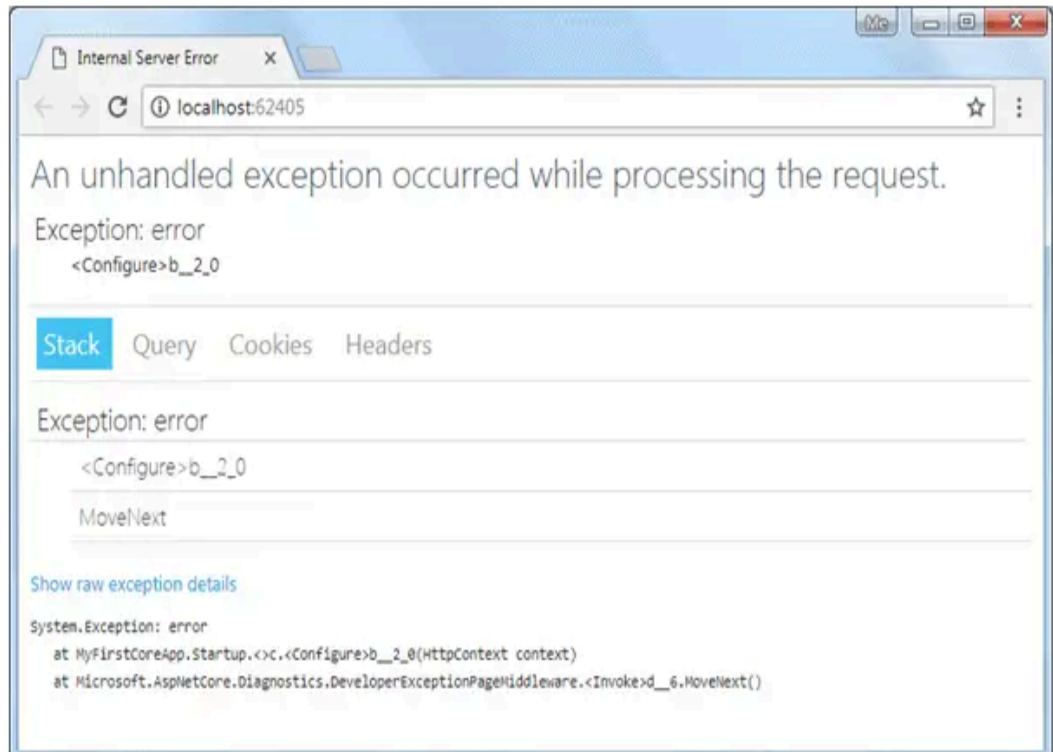 Me
Internal Server Error
localhost:62405
An unhandled exception occurred while processing the request.
Exception: error
<Configure>b__2_0
Stack Query Cookies Headers
Exception: error
<Configure>b__2_0
MoveNext
Show raw exception details
System.Exception: error
at MyFirstCoreApp.Startup.<>c.<Configure>b__2_0(HttpContext context)
at Microsoft.AspNetCore.Diagnostics.DeveloperExceptionPageMiddleware.<Invoke>d__6.MoveNext()